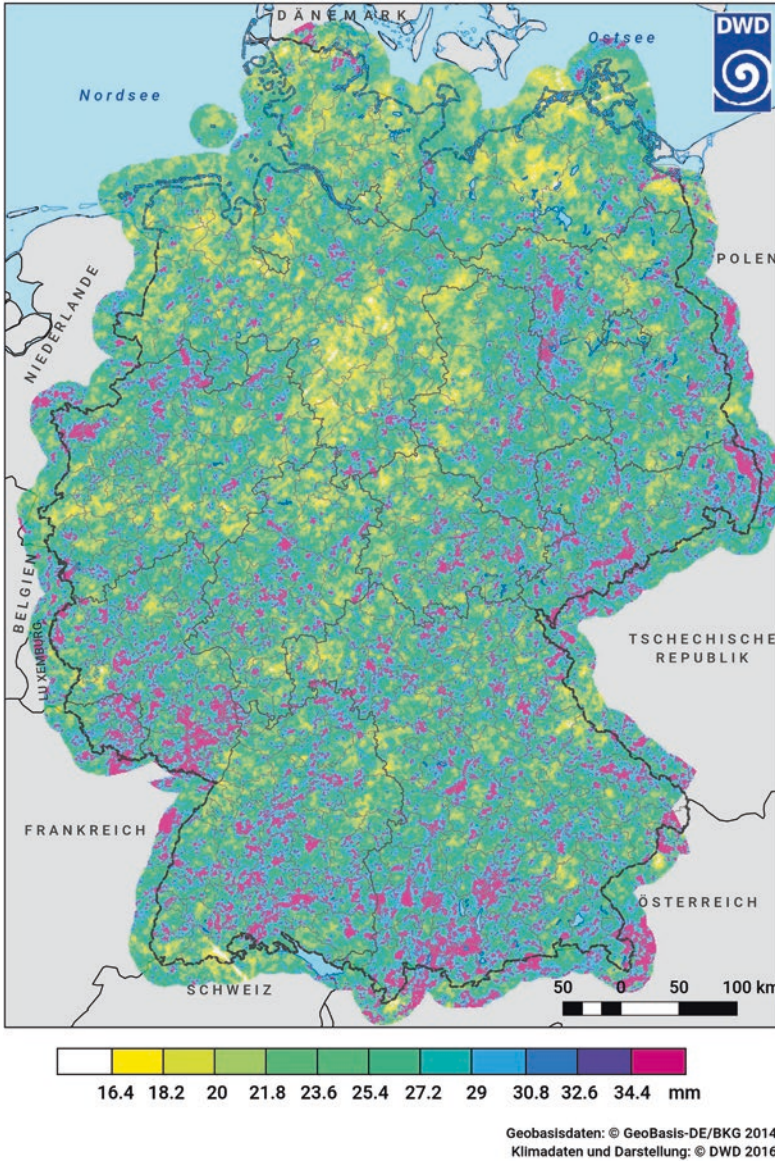 DÄNEMARK
DWD
Ostsee
Nordsee
POLEN
NIEDERLANDE
BELGIEN
LUXEMBURG
TSCHECHISCHE
REPUBLIK
FRANKREICH
ÖSTERREICH
SCHWEIZ
50 0 50 100 km
16.4 18.2 20 21.8 23.6 25.4 27.2 29 30.8 32.6 34.4 mm
Geobasisdaten: © GeoBasis-DE/BKG 2014
Klimadaten und Darstellung: © DWD 2016